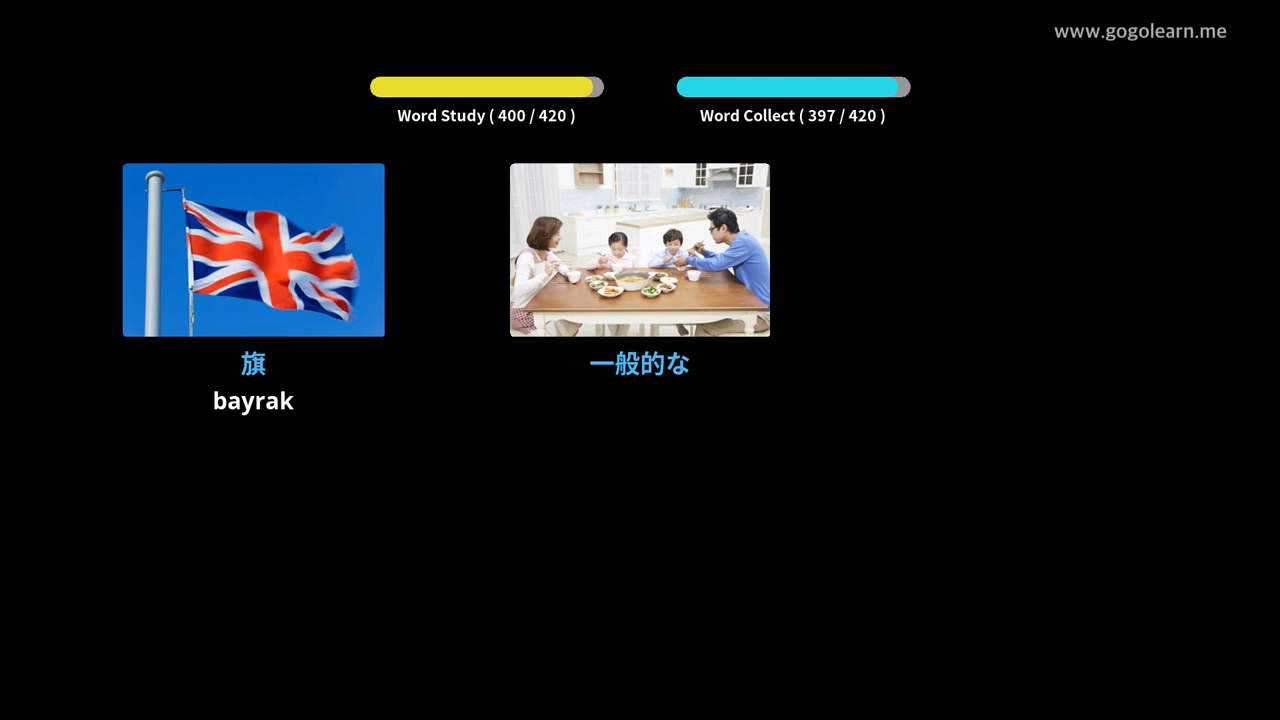 www.gogolearn.me
Word Study ( 400 / 420 )
Word Collect ( 397 / 420 )
旗
bayrak
一般的な